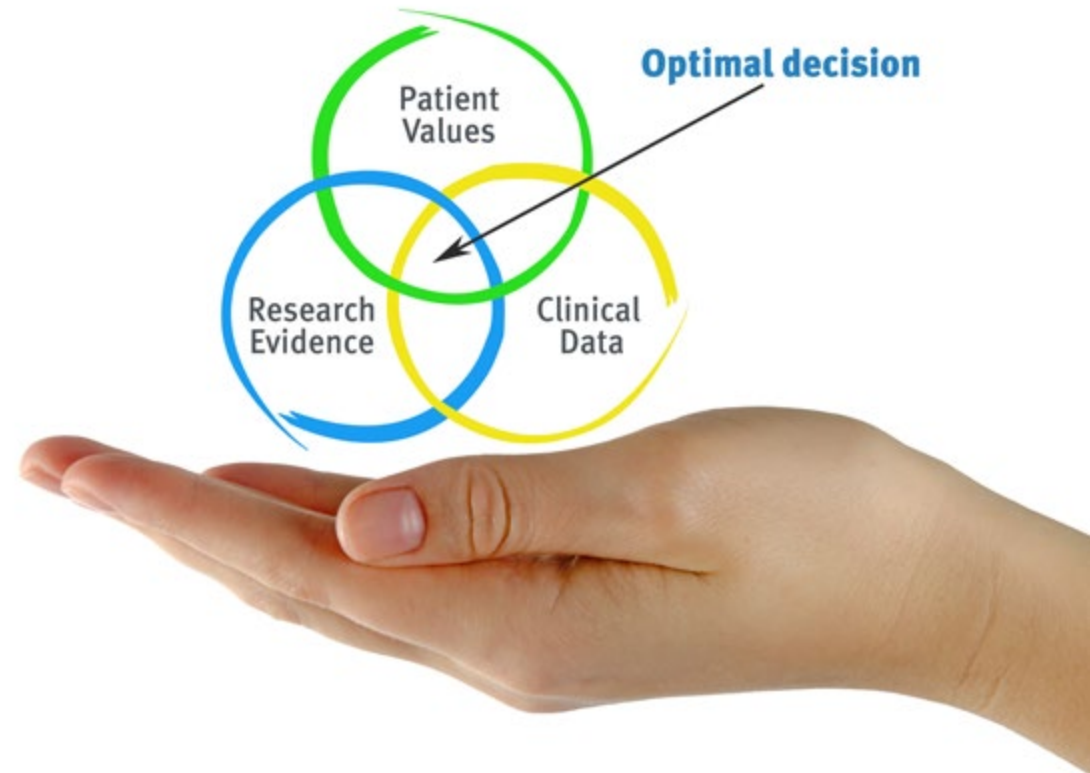 Optimal decision
Patient
Values
Research
Evidence
Clinical
Data